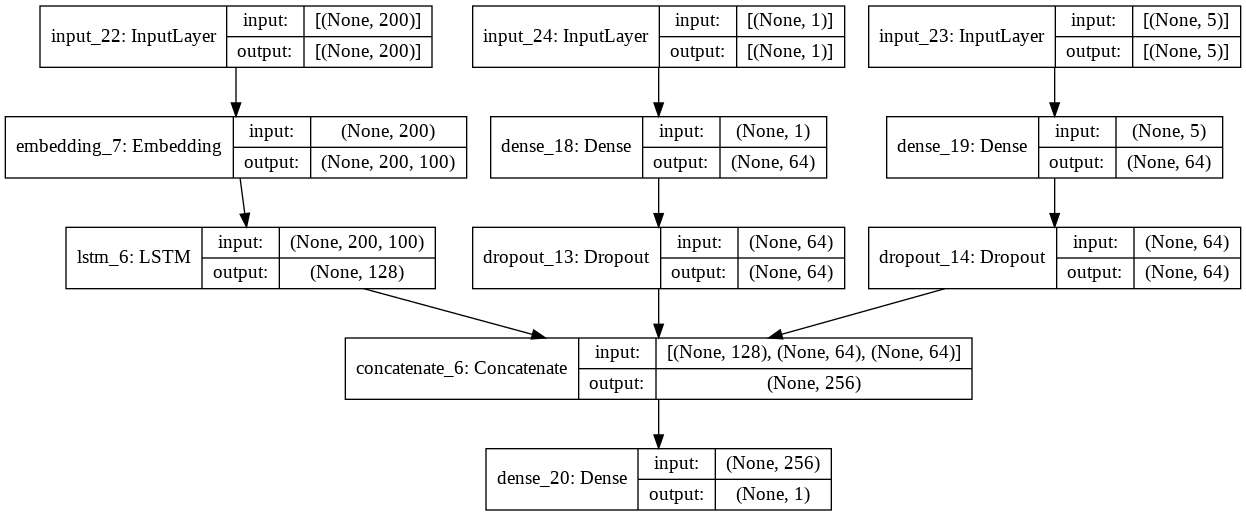 input_22: InputLayer
input: [(None, 200)]
output: [(None, 200)]
input_24: InputLayer
input: [(None, 1)]
output: [(None, 1)]
input_23: InputLayer
input: [(None, 5)]
output: [(None, 5)]
embedding_7: Embedding
input: (None, 200)
output: (None, 200, 100)
dense_18: Dense
input: (None, 1)
output: (None, 64)
dense_19: Dense
input: (None, 5)
output: (None, 64)
lstm_6: LSTM
input: (None, 200, 100)
output: (None, 128)
dropout_13: Dropout
input: (None, 64)
output: (None, 64)
dropout_14: Dropout
input: (None, 64)
output: (None, 64)
concatenate_6: Concatenate
input: [(None, 128), (None, 64), (None, 64)]
output: (None, 256)
dense_20: Dense
input: (None, 256)
output: (None, 1)